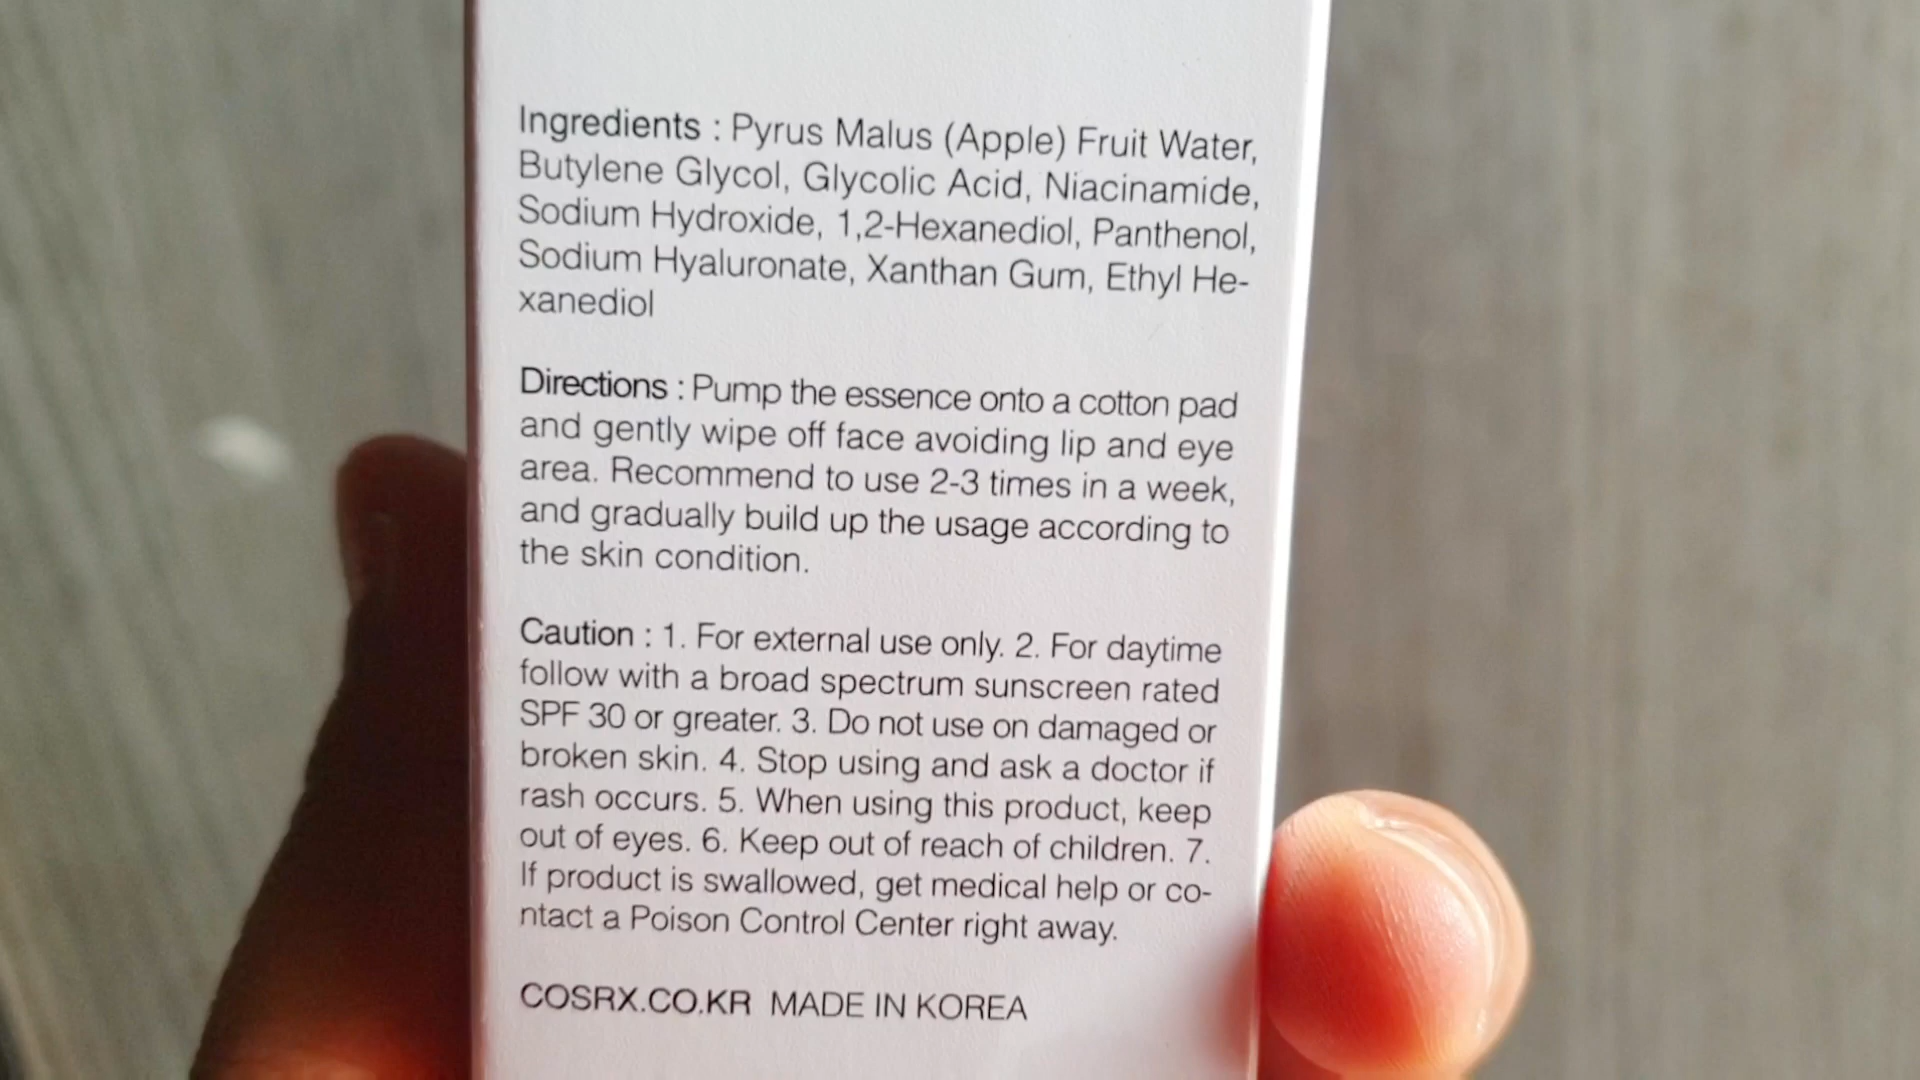 Ingredients : Pyrus Malus (Apple) Fruit Water,
Butylene Glycol, Glycolic Acid, Niacinamide,
Sodium Hydroxide, 1,2-Hexanediol, Panthenol,
Sodium Hyaluronate, Xanthan Gum, Ethyl He-
xanediol
Directions : Pump the essence onto a cotton pad
and gently wipe off face avoiding lip and eye
area. Recommend to use 2-3 times in a week,
and gradually build up the usage according to
the skin condition.
Caution : 1. For external use only. 2. For daytime
follow with a broad spectrum sunscreen rated
SPF 30 or greater. 3. Do not use on damaged or
broken skin. 4. Stop using and ask a doctor if
rash occurs. 5. When using this product, keep
out of eyes. 6. Keep out of reach of children. 7.
If product is swallowed, get medical help or co-
ntact a Poison Control Center right away.
COSRX.CO.KR MADE IN KOREA